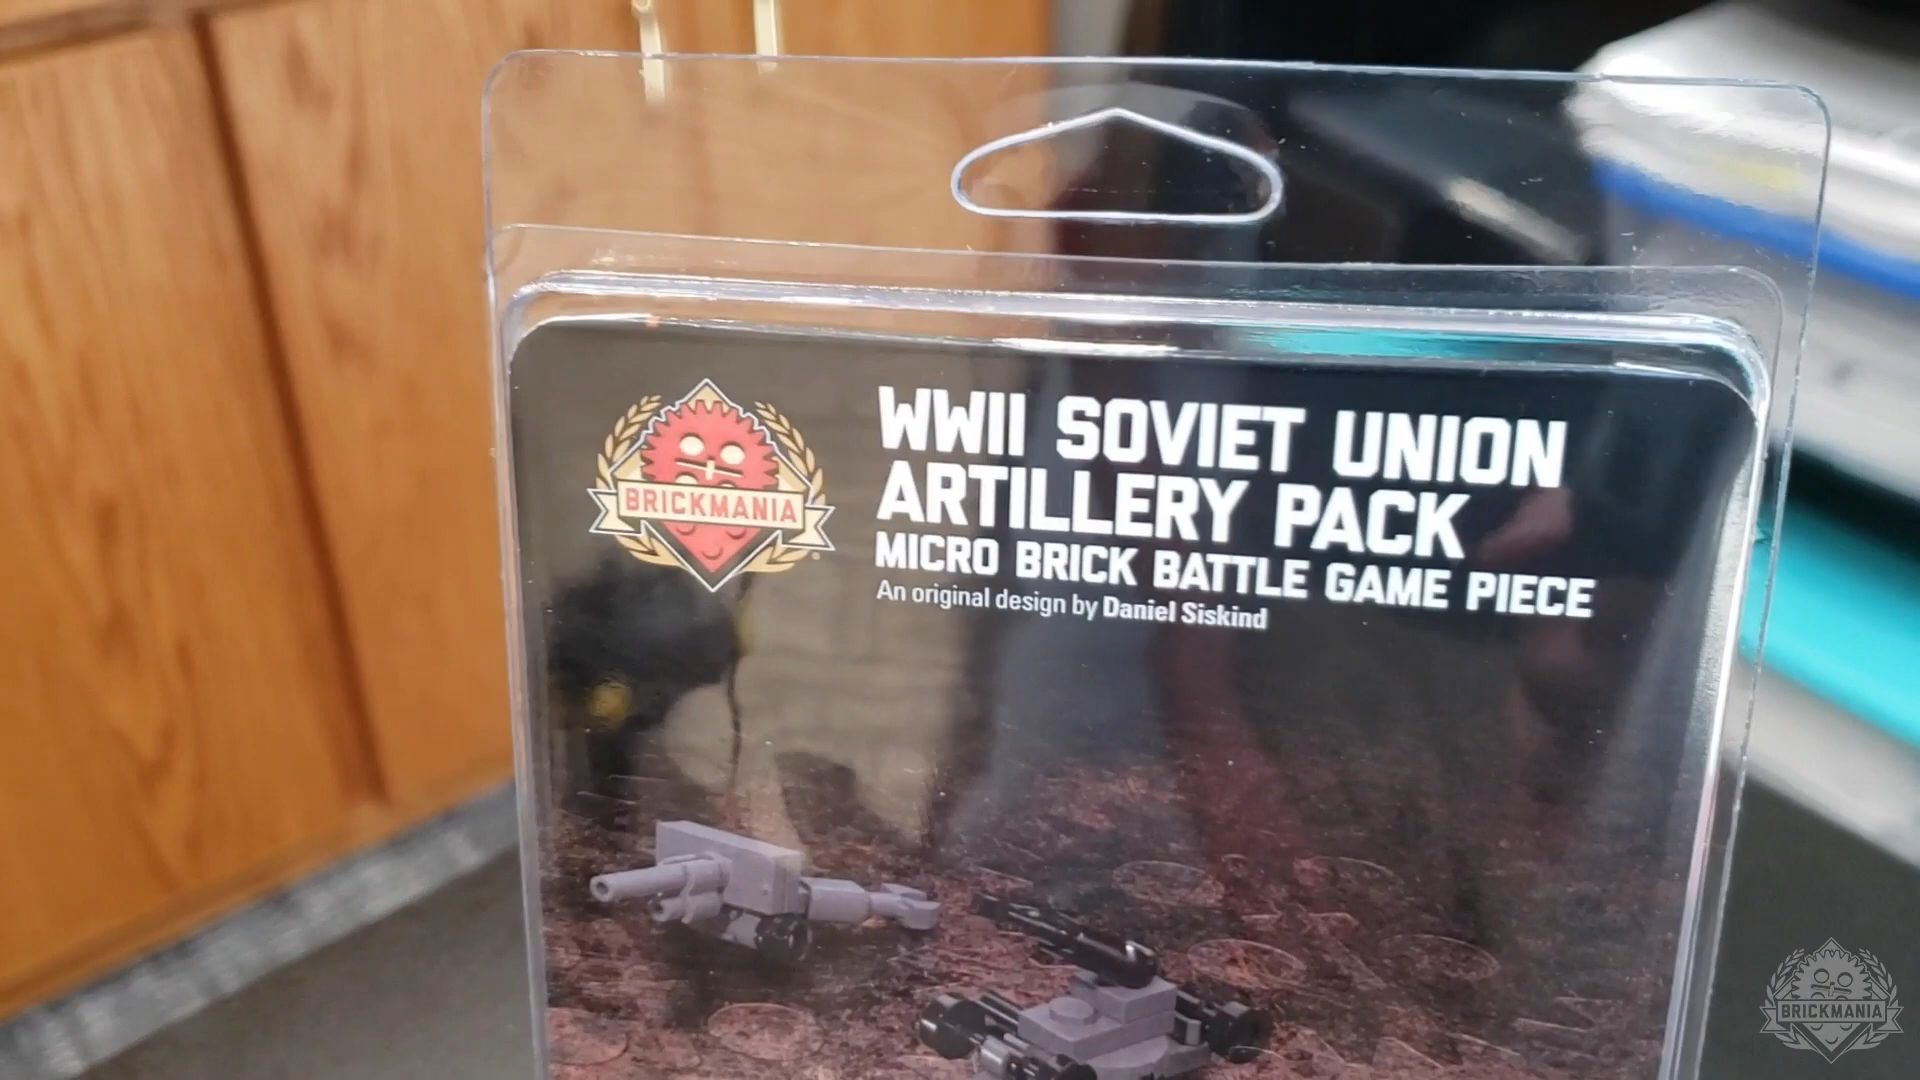 BRICKMANIA
WWII SOVIET UNION
ARTILLERY PACK
MICRO BRICK BATTLE GAME PIECE
An original design by Daniel Siskind
BRICKMANIA